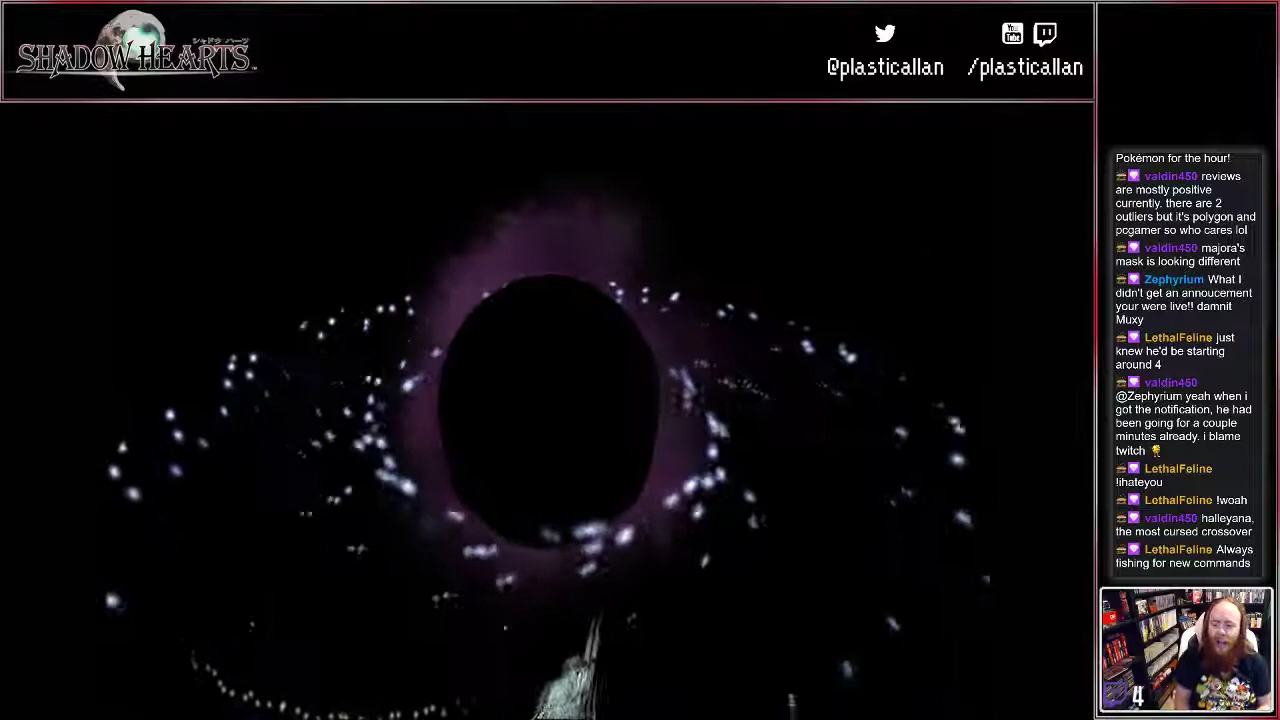 シャドウ ハーツ
SHADOW HEARTS
You
Tube
@plasticallan
/plasticallan
Pokémon for the hour!
valdin450 reviews
are mostly positive
currently. there are 2
outliers but it's polygon and
pcgamer so who cares lol
valdin450 majora's
mask is looking different
Zephyrium What I
didn't get an annoucement
your were live!! damnit
Muxy
LethalFeline just
knew he'd be starting
around 4
valdin450
@Zephyrium yeah when i
got the notification, he had
been going for a couple
minutes already. i blame
twitch
LethalFeline
!ihateyou
LethalFeline !woah
valdin450 halleyana,
the most cursed crossover
LethalFeline Always
fishing for new commands
4